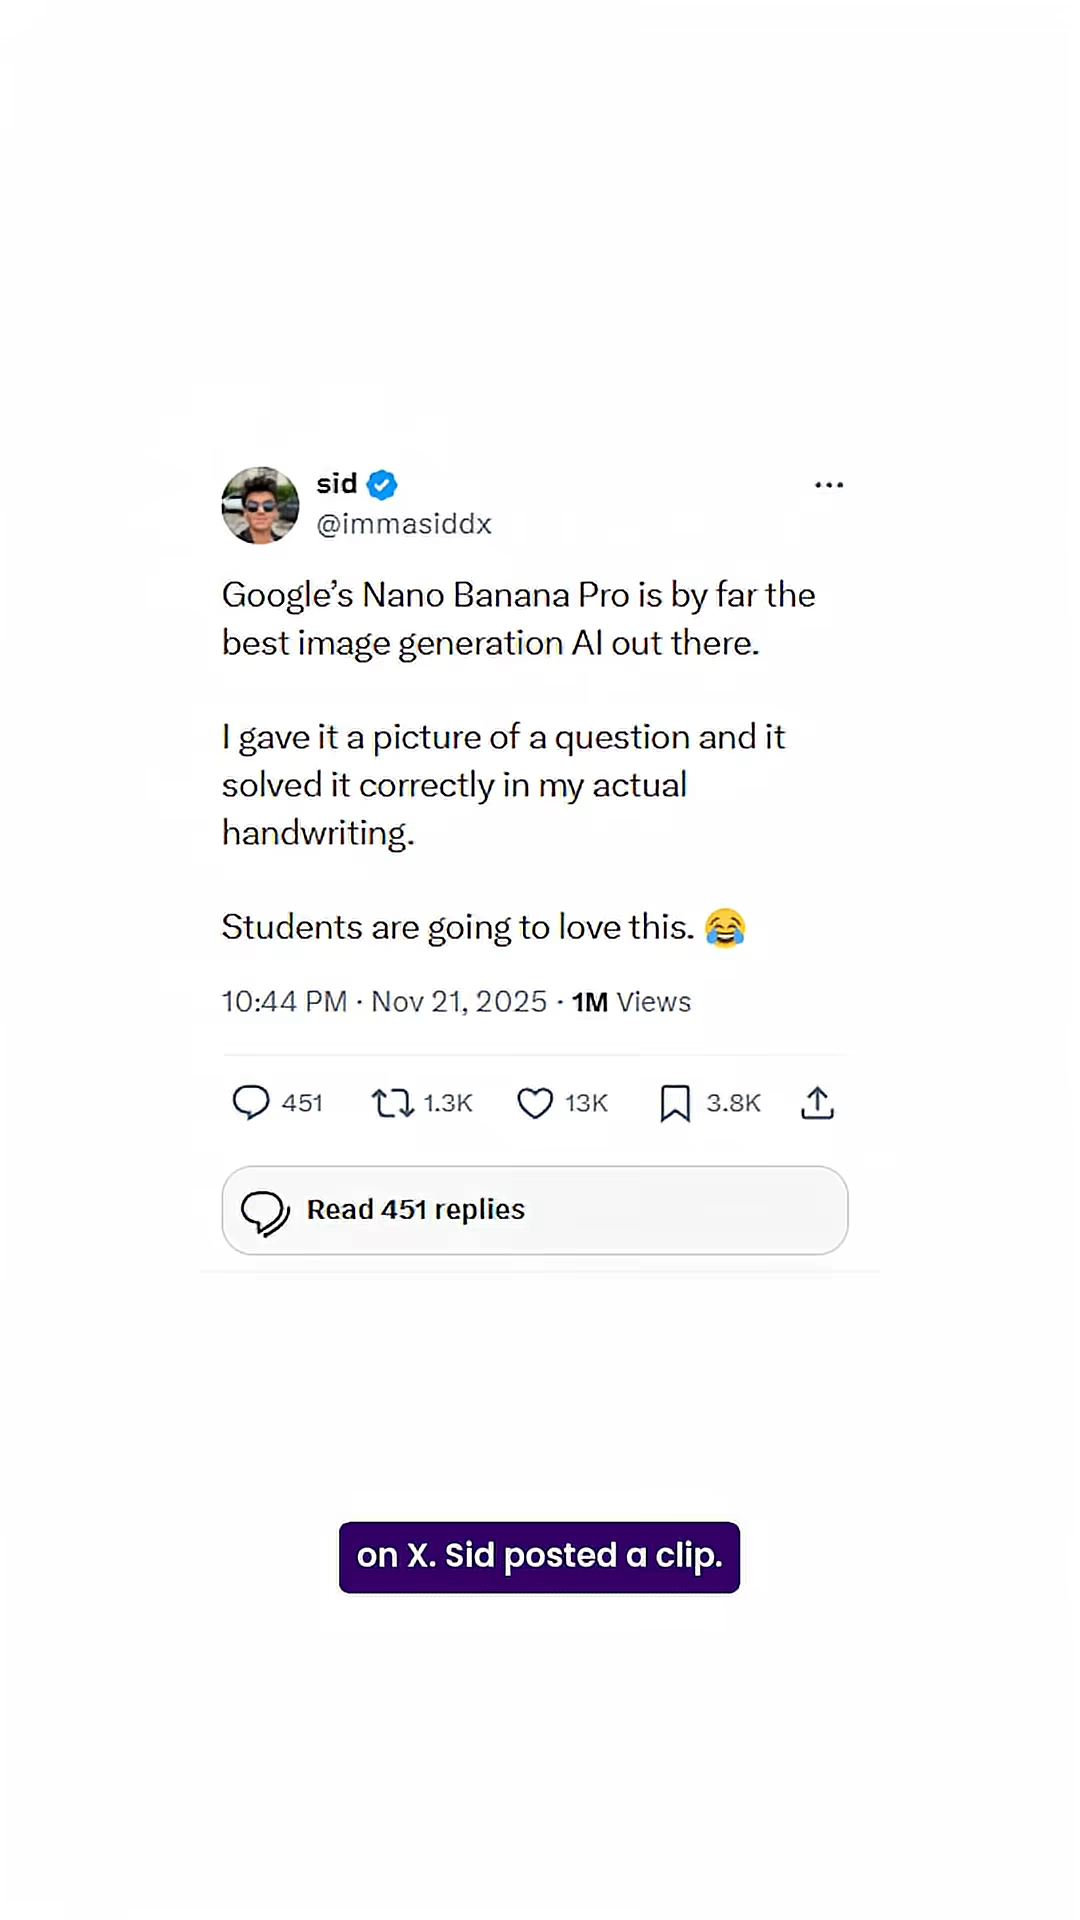 sid
@immasiddx
Google’s Nano Banana Pro is by far the
best image generation AI out there.
I gave it a picture of a question and it
solved it correctly in my actual
handwriting.
Students are going to love this. 😂
10:44 PM · Nov 21, 2025 · 1M Views
451 1.3K 13K 3.8K
Read 451 replies
on X. Sid posted a clip.